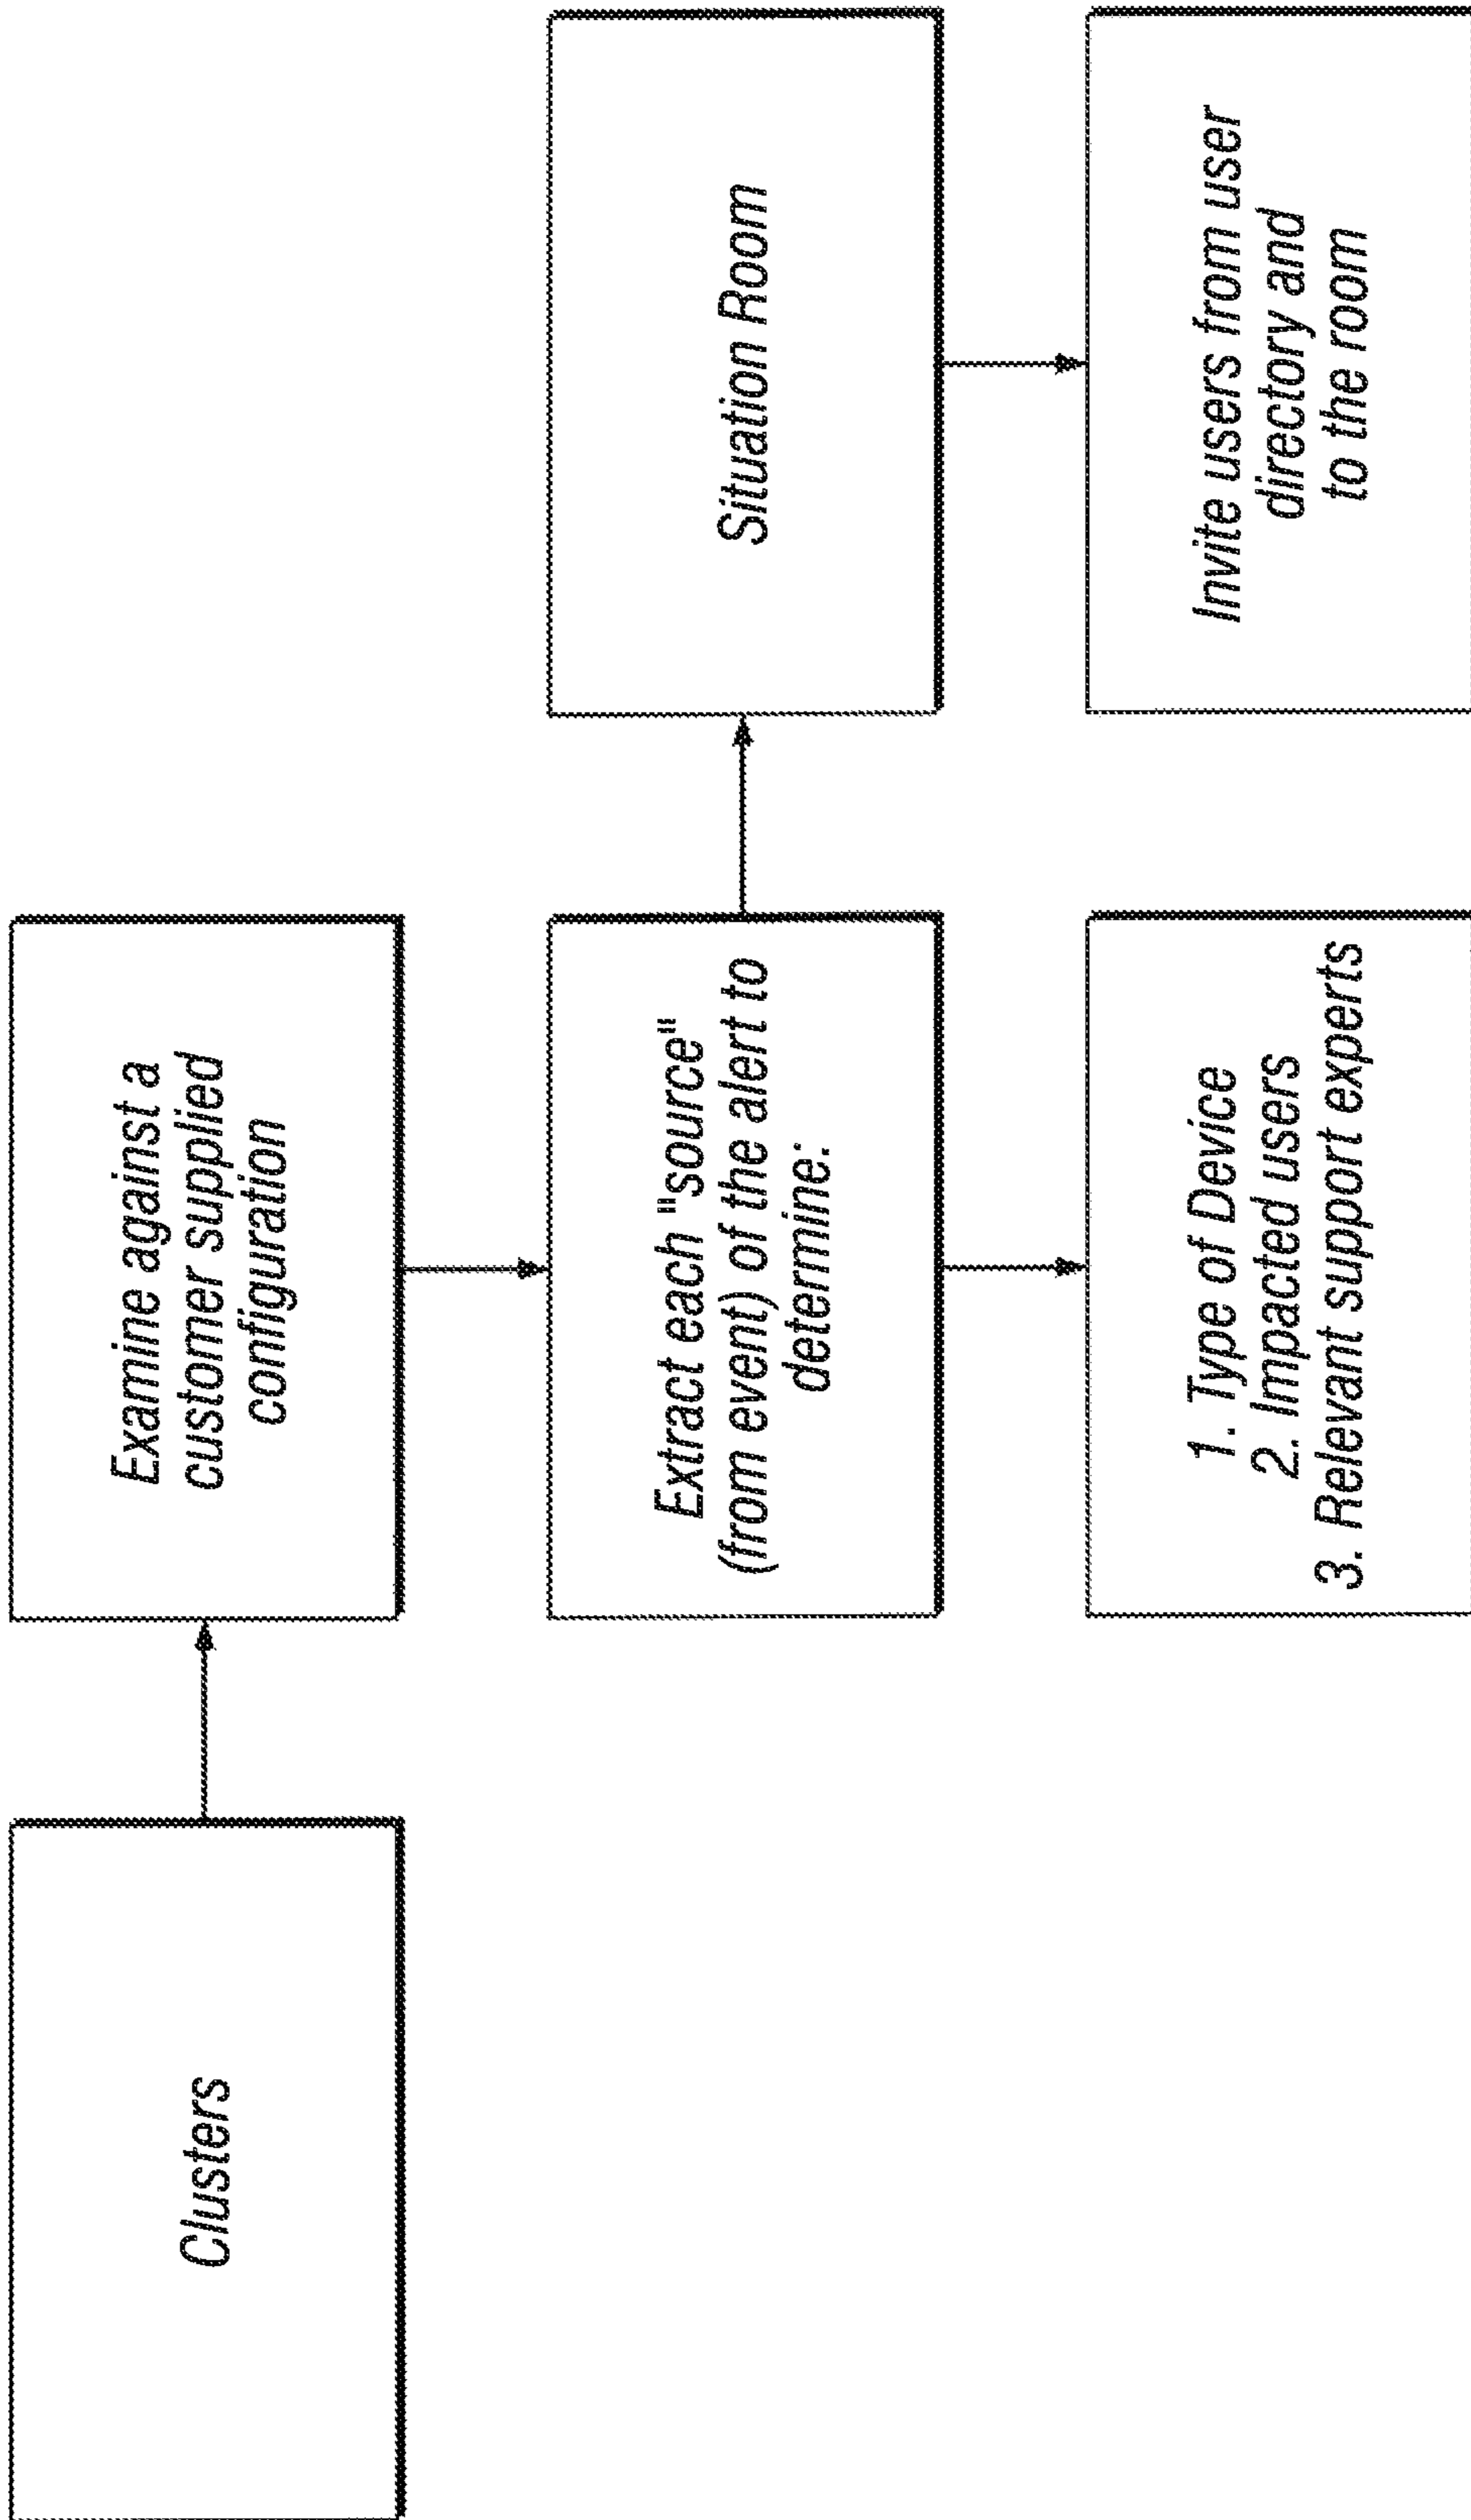 Clusters
Examine against a
customer supplied
configuration
Extract each "source"
(from event) of the alert to
determine:
Situation Room
1. Type of Device
2. Impacted users
3. Relevant support experts
Invite users from user
directory and
to the room